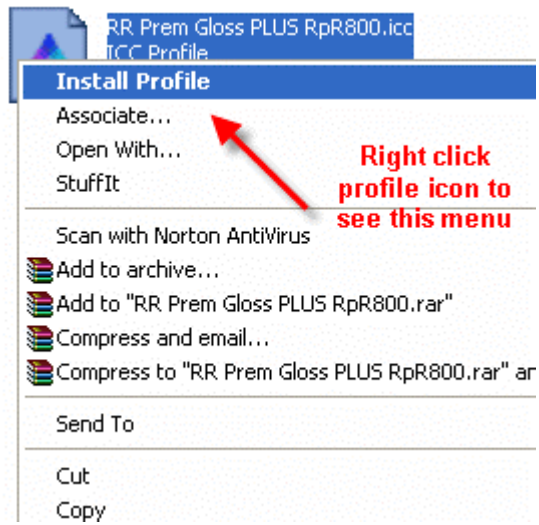 RR Prem Gloss PLUS RpR800.icc
ICC Profile
Install Profile
Associate...
Open With...
StuffIt
Right click
profile icon to
see this menu
Scan with Norton AntiVirus
Add to archive...
Add to "RR Prem Gloss PLUS RpR800.rar"
Compress and email...
Compress to "RR Prem Gloss PLUS RpR800.rar" an
Send To
Cut
Copy